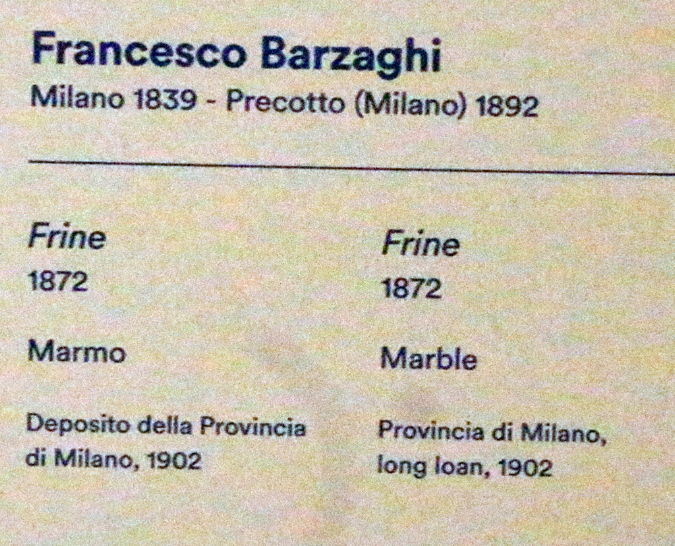 Francesco Barzaghi
Milano 1839 - Precotto (Milano) 1892
Frine
1872
Marmo
Deposito della Provincia
di Milano, 1902
Frine
1872
Marble
Provincia di Milano,
long loan, 1902